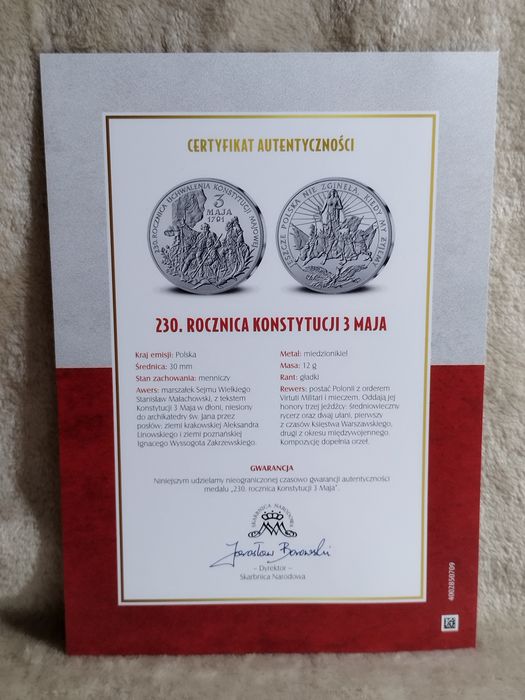 CERTYFIKAT AUTENTYCZNOŚCI
230. ROCZNICA UCHWALENIA KONSTYTUCJI MAJOWEJ
3
MAJA
1791
JESZCZE POLSKA NIE ZGINĘŁA, KIEDY MY ŻYJEMY
230. ROCZNICA KONSTYTUCJI 3 MAJA
Kraj emisji: Polska
Średnica: 30 mm
Stan zachowania: menniczy
Awers: marszałek Sejmu Wielkiego
Stanisław Małachowski, z tekstem
Konstytucji 3 Maja w dłoni, niesiony
do archikatedry św. Jana przez
posłów: ziemi krakowskiej Aleksandra
Linowskiego i ziemi poznańskiej
Ignacego Wyssogota Zakrzewskiego.
Metal: miedzionikiel
Masa: 12 g
Rant: gładki
Rewers: postać Polonii z orderem
Virtuti Militari i mieczem. Oddają jej
honory trzej jeźdźcy: średniowieczny
rycerz oraz dwaj ułani, pierwszy
z czasów Księstwa Warszawskiego,
drugi z okresu międzywojennego.
Kompozycję dopełnia orzeł.
GWARANCJA
Niniejszym udzielamy nieograniczonej czasowo gwarancji autentyczności
medalu „230. rocznica Konstytucji 3 Maja”.
SKARBNICA NARODOWA
Jarosław Borowski
– Dyrektor –
Skarbnica Narodowa
4002850709